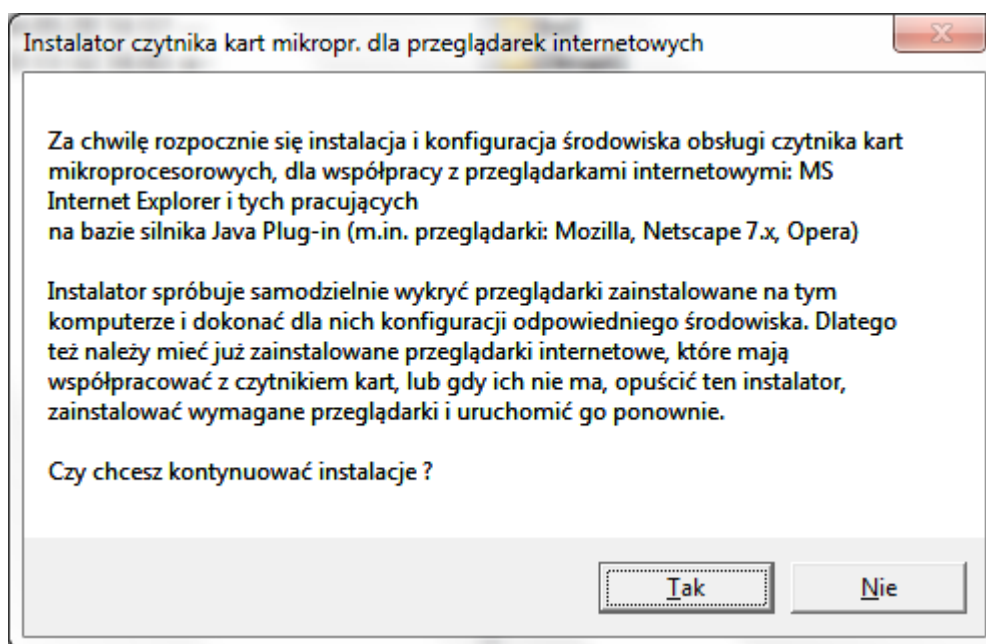 Instalator czytnika kart mikropr. dla przeglądarek internetowych
Za chwilę rozpocznie się instalacja i konfiguracja środowiska obsługi czytnika kart
mikroprocesorowych, dla współpracy z przeglądarkami internetowymi: MS
Internet Explorer i tych pracujących
na bazie silnika Java Plug-in (m.in. przeglądarki: Mozilla, Netscape 7.x, Opera)
Instalator spróbuje samodzielnie wykryć przeglądarki zainstalowane na tym
komputerze i dokonać dla nich konfiguracji odpowiedniego środowiska. Dlatego
też należy mieć już zainstalowane przeglądarki internetowe, które mają
współpracować z czytnikiem kart, lub gdy ich nie ma, opuścić ten instalator,
zainstalować wymagane przeglądarki i uruchomić go ponownie.
Czy chcesz kontynuować instalacje ?
Tak
Nie